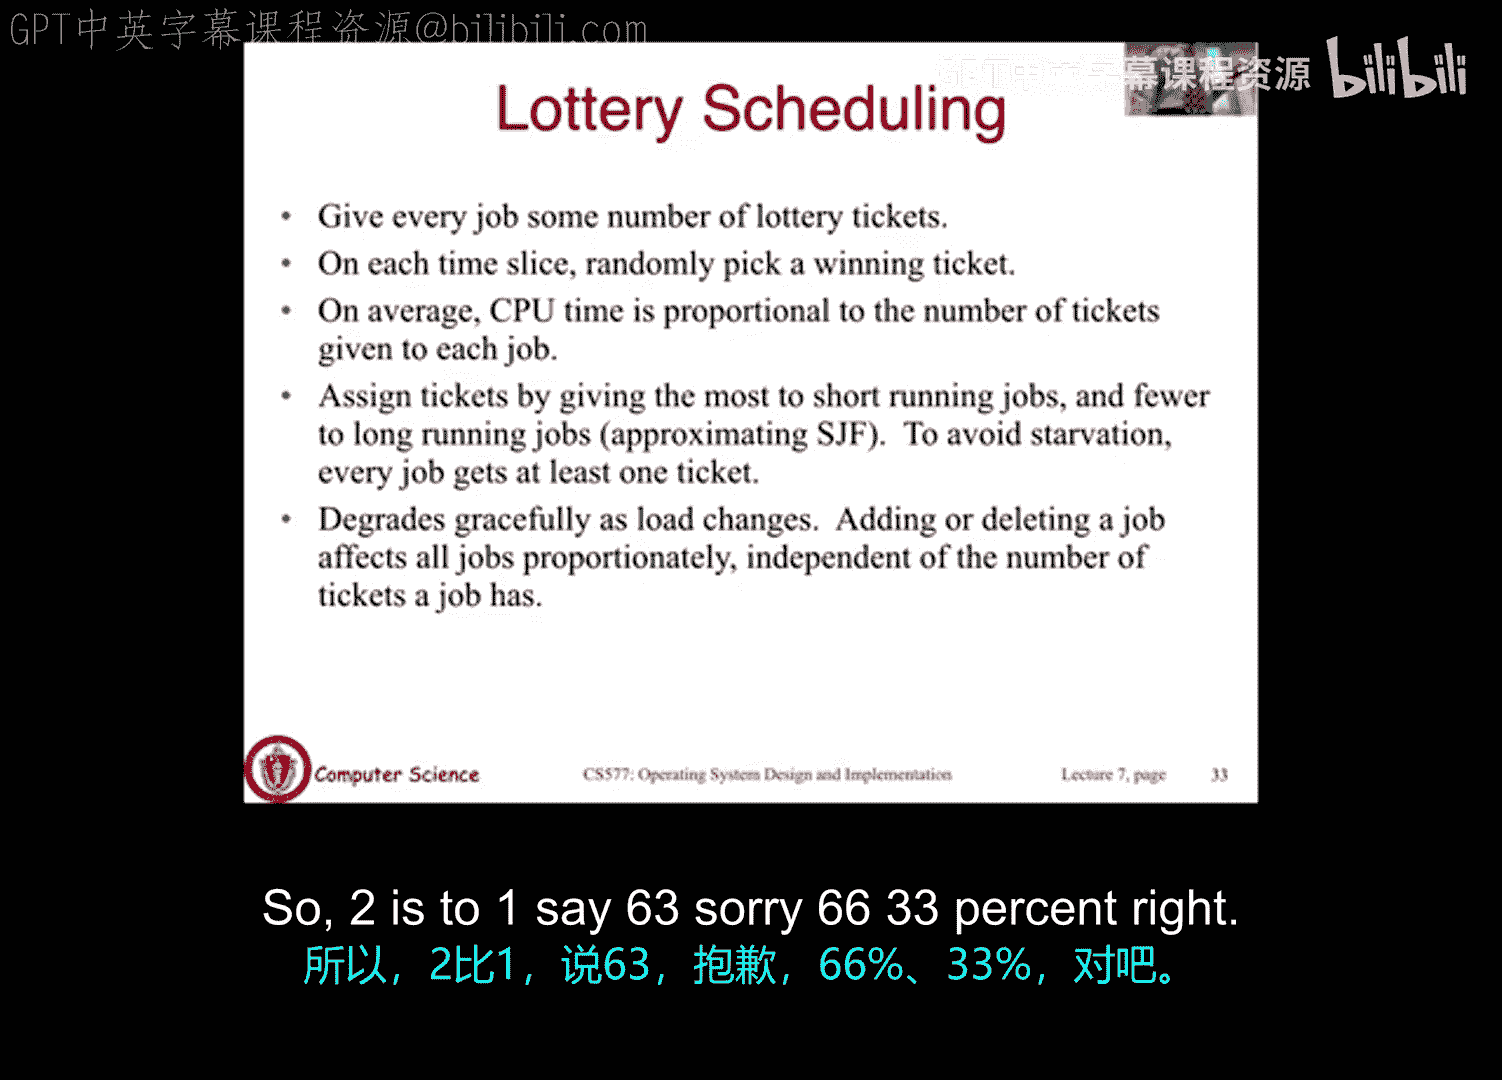 GPT中英字幕课程资源@bilibili.com
幕课程资源 bilibili
Lottery Scheduling
• Give every job some number of lottery tickets.
• On each time slice, randomly pick a winning ticket.
• On average, CPU time is proportional to the number of tickets
given to each job.
• Assign tickets by giving the most to short running jobs, and fewer
to long running jobs (approximating SJF). To avoid starvation,
every job gets at least one ticket.
• Degrades gracefully as load changes. Adding or deleting a job
affects all jobs proportionately, independent of the number of
tickets a job has.
Computer Science CS577: Operating System Design and Implementation Lecture 7, page 33
So, 2 is to 1 say 63 sorry 66 33 percent right.
所以，2比1，说63，抱歉，66%、33%，对吧。